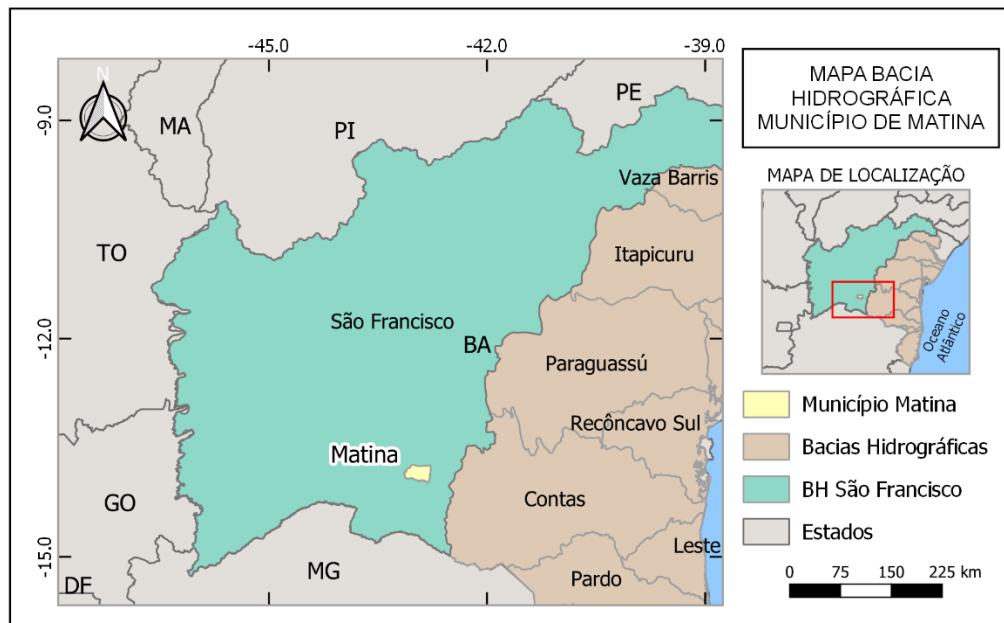 -45.0
-42.0
-39.0
-9.0
-12.0
-15.0
N
MA
PI
PE
TO
GO
DF
MG
BA
São Francisco
Matina
Vaza Barris
Itapicuru
Paraguassú
Recôncavo Sul
Contas
Leste
Pardo
MAPA BACIA
HIDROGRÁFICA
MUNICÍPIO DE MATINA
MAPA DE LOCALIZAÇÃO
Oceano
Atlântico
Município Matina
Bacias Hidrográficas
BH São Francisco
Estados
0 75 150 225 km